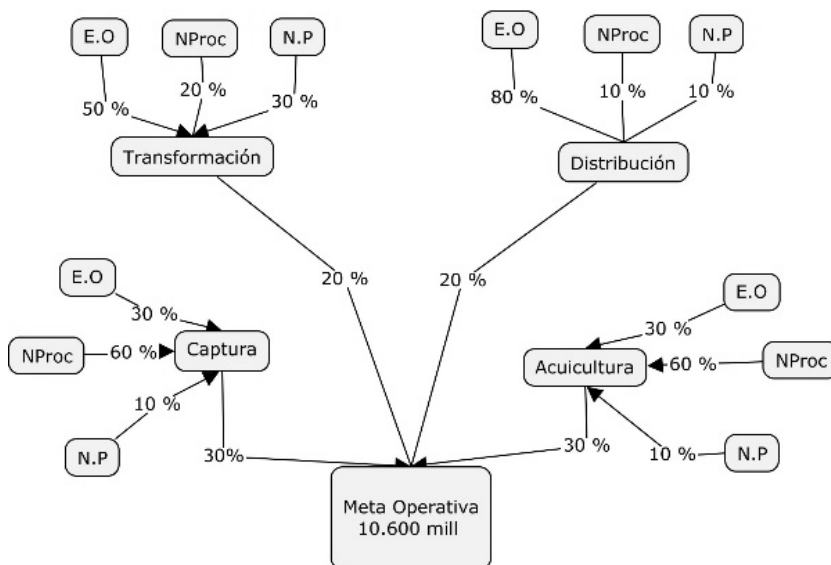 E.O
NProc
N.P
E.O
NProc
N.P
50 %
20 %
30 %
80 %
10 %
10 %
Transformación
Distribución
20 %
20 %
E.O
30 %
NProc
60 %
Captura
10 %
N.P
30%
E.O
30 %
Acuicultura
60 %
NProc
30 %
10 %
N.P
Meta Operativa
10.600 mill